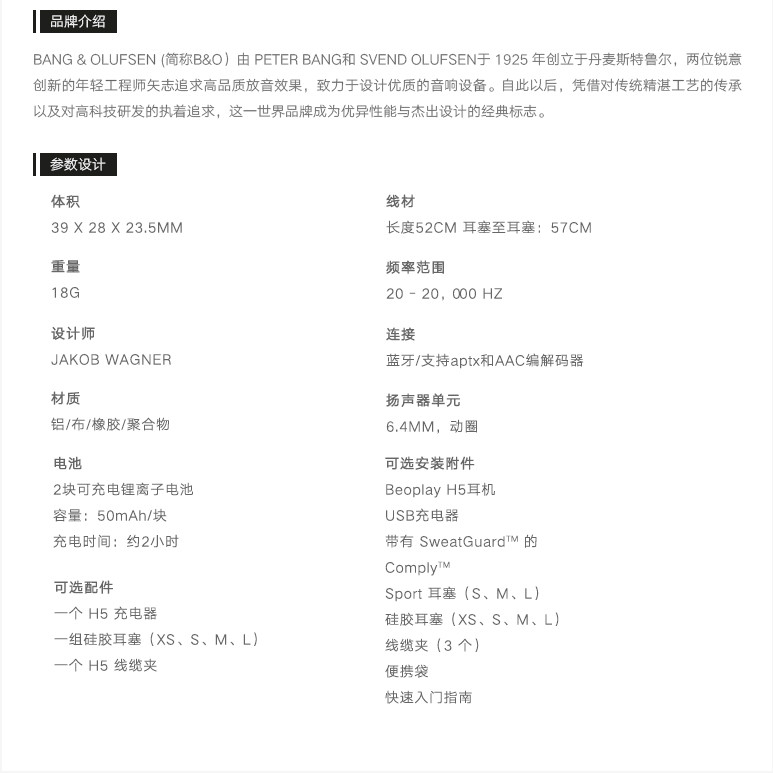 品牌介绍
BANG & OLUFSEN (简称B&O）由 PETER BANG和 SVEND OLUFSEN于 1925 年创立于丹麦斯特鲁尔，两位锐意
创新的年轻工程师矢志追求高品质放音效果，致力于设计优质的音响设备。自此以后，凭借对传统精湛工艺的传承
以及对高科技研发的执着追求，这一世界品牌成为优异性能与杰出设计的经典标志。
参数设计
体积
39 X 28 X 23.5MM
重量
18G
设计师
JAKOB WAGNER
材质
铝/布/橡胶/聚合物
电池
2块可充电锂离子电池
容量：50mAh/块
充电时间：约2小时
可选配件
一个 H5 充电器
一组硅胶耳塞（XS、S、M、L）
一个 H5 线缆夹
线材
长度52CM 耳塞至耳塞：57CM
频率范围
20 - 20，000 HZ
连接
蓝牙/支持aptx和AAC编解码器
扬声器单元
6.4MM，动圈
可选安装附件
Beoplay H5耳机
USB充电器
带有 SweatGuard™ 的
Comply™
Sport 耳塞（S、M、L）
硅胶耳塞（XS、S、M、L）
线缆夹（3 个）
便携袋
快速入门指南